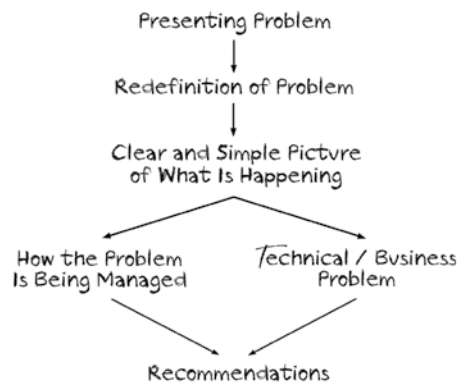 Presenting Problem
Redefinition of Problem
Clear and Simple Picture
of What Is Happening
How the Problem
Is Being Managed
Technical / Business
Problem
Recommendations